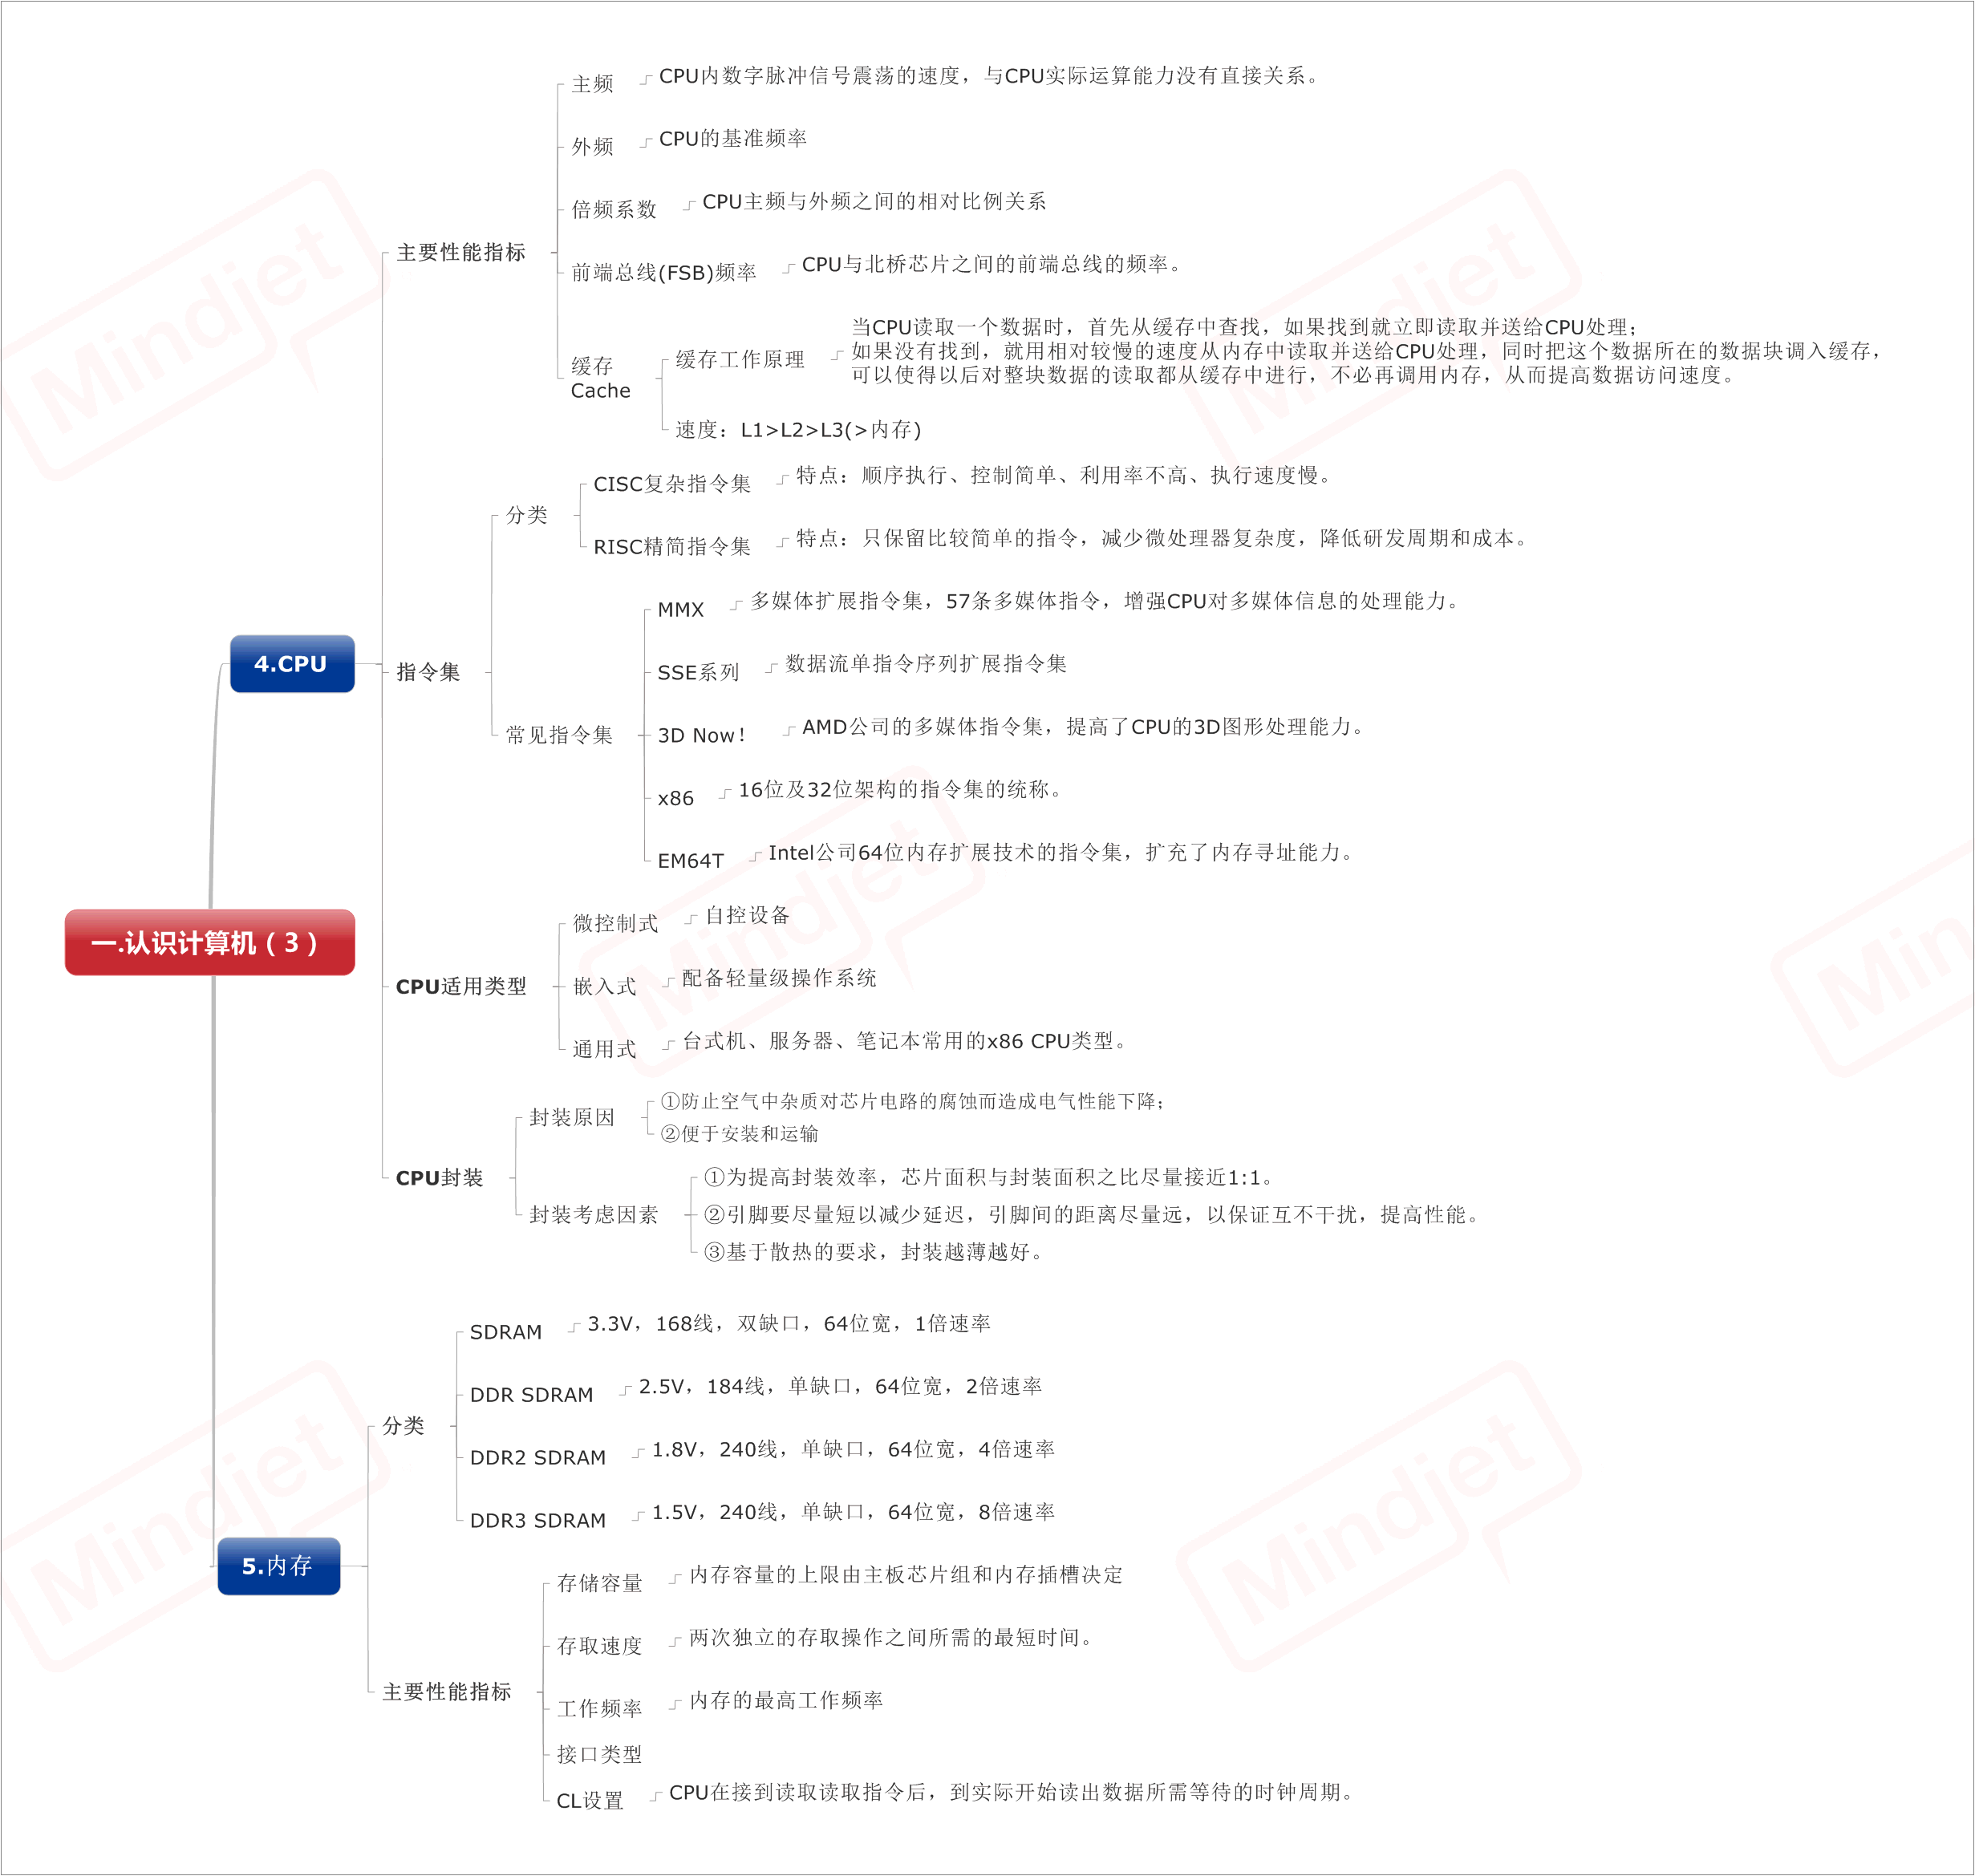 一.认识计算机（3）
4.CPU
主要性能指标
主频
CPU内数字脉冲信号震荡的速度，与CPU实际运算能力没有直接关系。
外频
CPU的基准频率
倍频系数
CPU主频与外频之间的相对比例关系
前端总线(FSB)频率
CPU与北桥芯片之间的前端总线的频率。
缓存
Cache
缓存工作原理
当CPU读取一个数据时，首先从缓存中查找，如果找到就立即读取并送给CPU处理；
如果没有找到，就用相对较慢的速度从内存中读取并送给CPU处理，同时把这个数据所在的数据块调入缓存，
可以使得以后对整块数据的读取都从缓存中进行，不必再调用内存，从而提高数据访问速度。
速度：L1>L2>L3(>内存)
指令集
分类
CISC复杂指令集
特点：顺序执行、控制简单、利用率不高、执行速度慢。
RISC精简指令集
特点：只保留比较简单的指令，减少微处理器复杂度，降低研发周期和成本。
常见指令集
MMX
多媒体扩展指令集，57条多媒体指令，增强CPU对多媒体信息的处理能力。
SSE系列
数据流单指令序列扩展指令集
3D Now！
AMD公司的多媒体指令集，提高了CPU的3D图形处理能力。
x86
16位及32位架构的指令集的统称。
EM64T
Intel公司64位内存扩展技术的指令集，扩充了内存寻址能力。
CPU适用类型
微控制式
自控设备
嵌入式
配备轻量级操作系统
通用式
台式机、服务器、笔记本常用的x86 CPU类型。
CPU封装
封装原因
①防止空气中杂质对芯片电路的腐蚀而造成电气性能下降；
②便于安装和运输
封装考虑因素
①为提高封装效率，芯片面积与封装面积之比尽量接近1:1。
②引脚要尽量短以减少延迟，引脚间的距离尽量远，以保证互不干扰，提高性能。
③基于散热的要求，封装越薄越好。
5.内存
分类
SDRAM
3.3V，168线，双缺口，64位宽，1倍速率
DDR SDRAM
2.5V，184线，单缺口，64位宽，2倍速率
DDR2 SDRAM
1.8V，240线，单缺口，64位宽，4倍速率
DDR3 SDRAM
1.5V，240线，单缺口，64位宽，8倍速率
主要性能指标
存储容量
内存容量的上限由主板芯片组和内存插槽决定
存取速度
两次独立的存取操作之间所需的最短时间。
工作频率
内存的最高工作频率
接口类型
CL设置
CPU在接到读取读取指令后，到实际开始读出数据所需等待的时钟周期。
Mindjet
Mindjet
Mindjet
Min
Mindjet
Mindjet